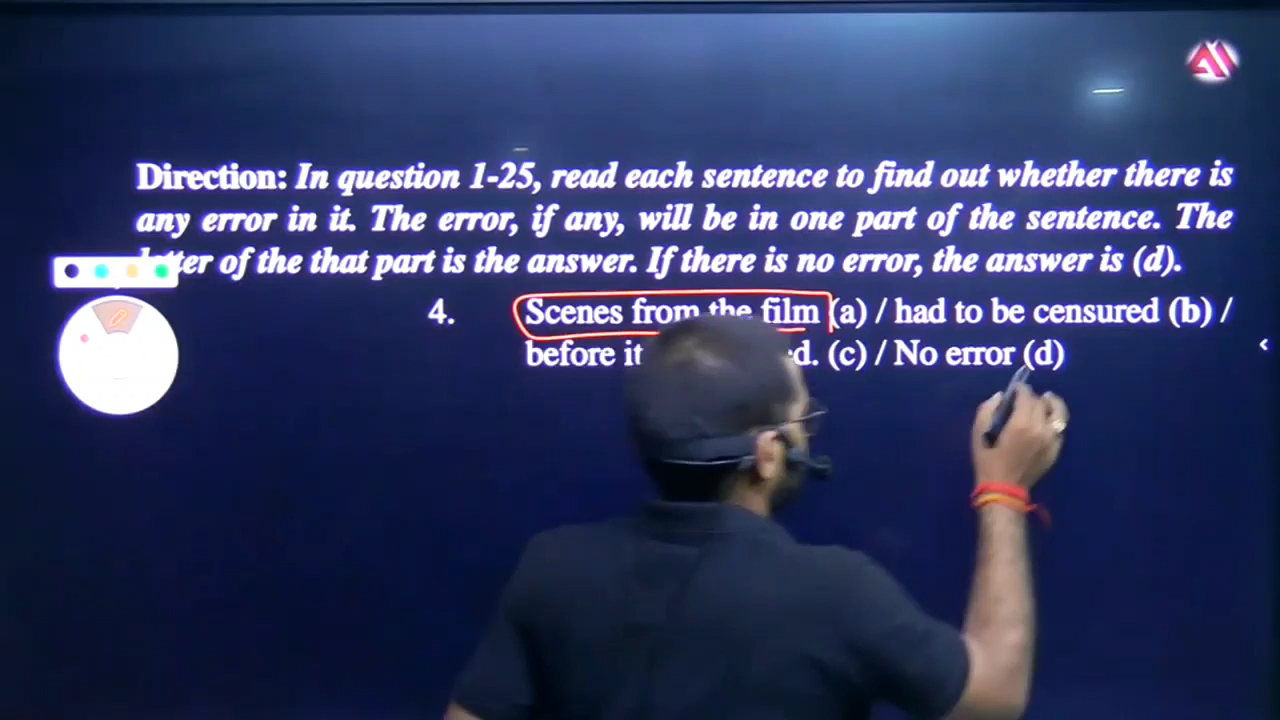 Direction: In question 1-25, read each sentence to find out whether there is
any error in it. The error, if any, will be in one part of the sentence. The
of the that part is the answer. If there is no error, the answer is (d).
4. Scenes from the film (a) / had to be censured (b) /
before it (c) / No error (d)